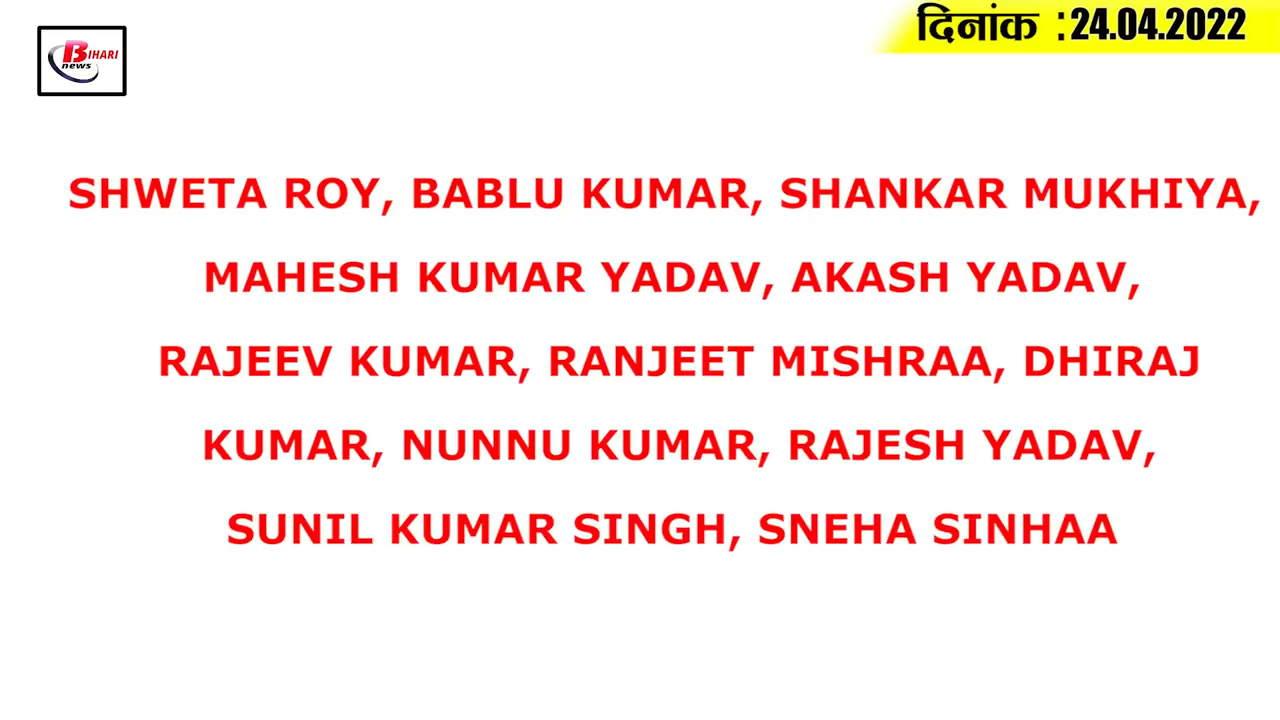 BIHARI
news
दिनांक :24.04.2022
SHWETA ROY, BABLU KUMAR, SHANKAR MUKHIYA,
MAHESH KUMAR YADAV, AKASH YADAV,
RAJEEV KUMAR, RANJEET MISHRAA, DHIRAJ
KUMAR, NUNNU KUMAR, RAJESH YADAV,
SUNIL KUMAR SINGH, SNEHA SINHAA